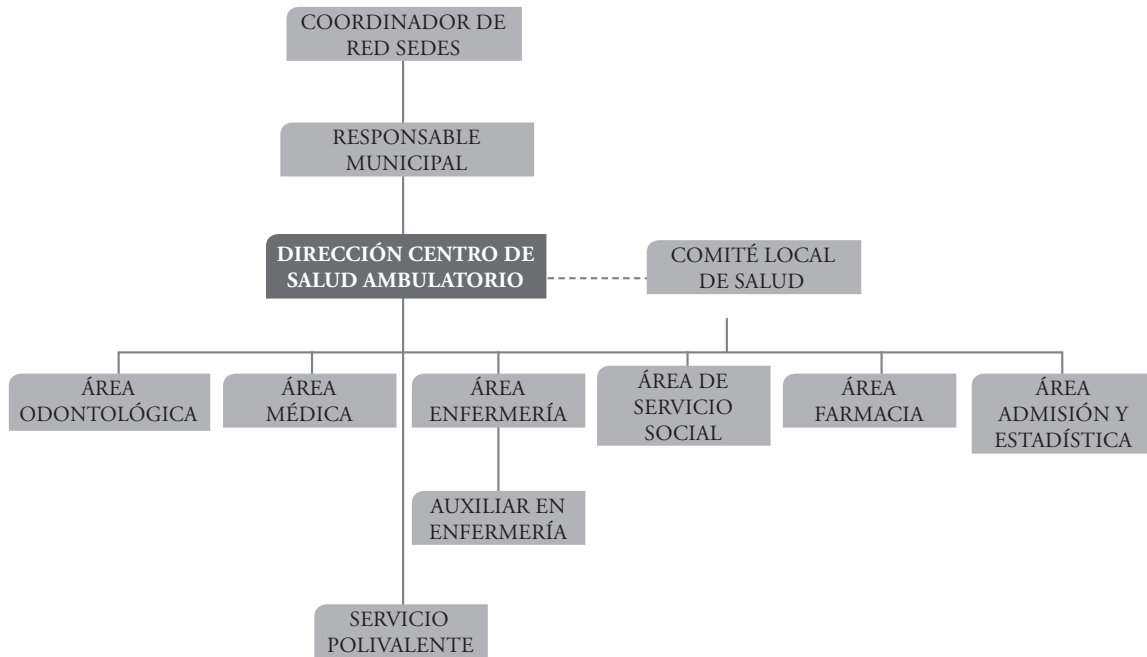 COORDINADOR DE
RED SEDES
RESPONSABLE
MUNICIPAL
DIRECCIÓN CENTRO DE
SALUD AMBULATORIO
COMITÉ LOCAL
DE SALUD
ÁREA
ODONTOLÓGICA
ÁREA
MÉDICA
ÁREA
ENFERMERÍA
ÁREA DE
SERVICIO
SOCIAL
ÁREA
FARMACIA
ÁREA
ADMISIÓN Y
ESTADÍSTICA
AUXILIAR EN
ENFERMERÍA
SERVICIO
POLIVALENTE